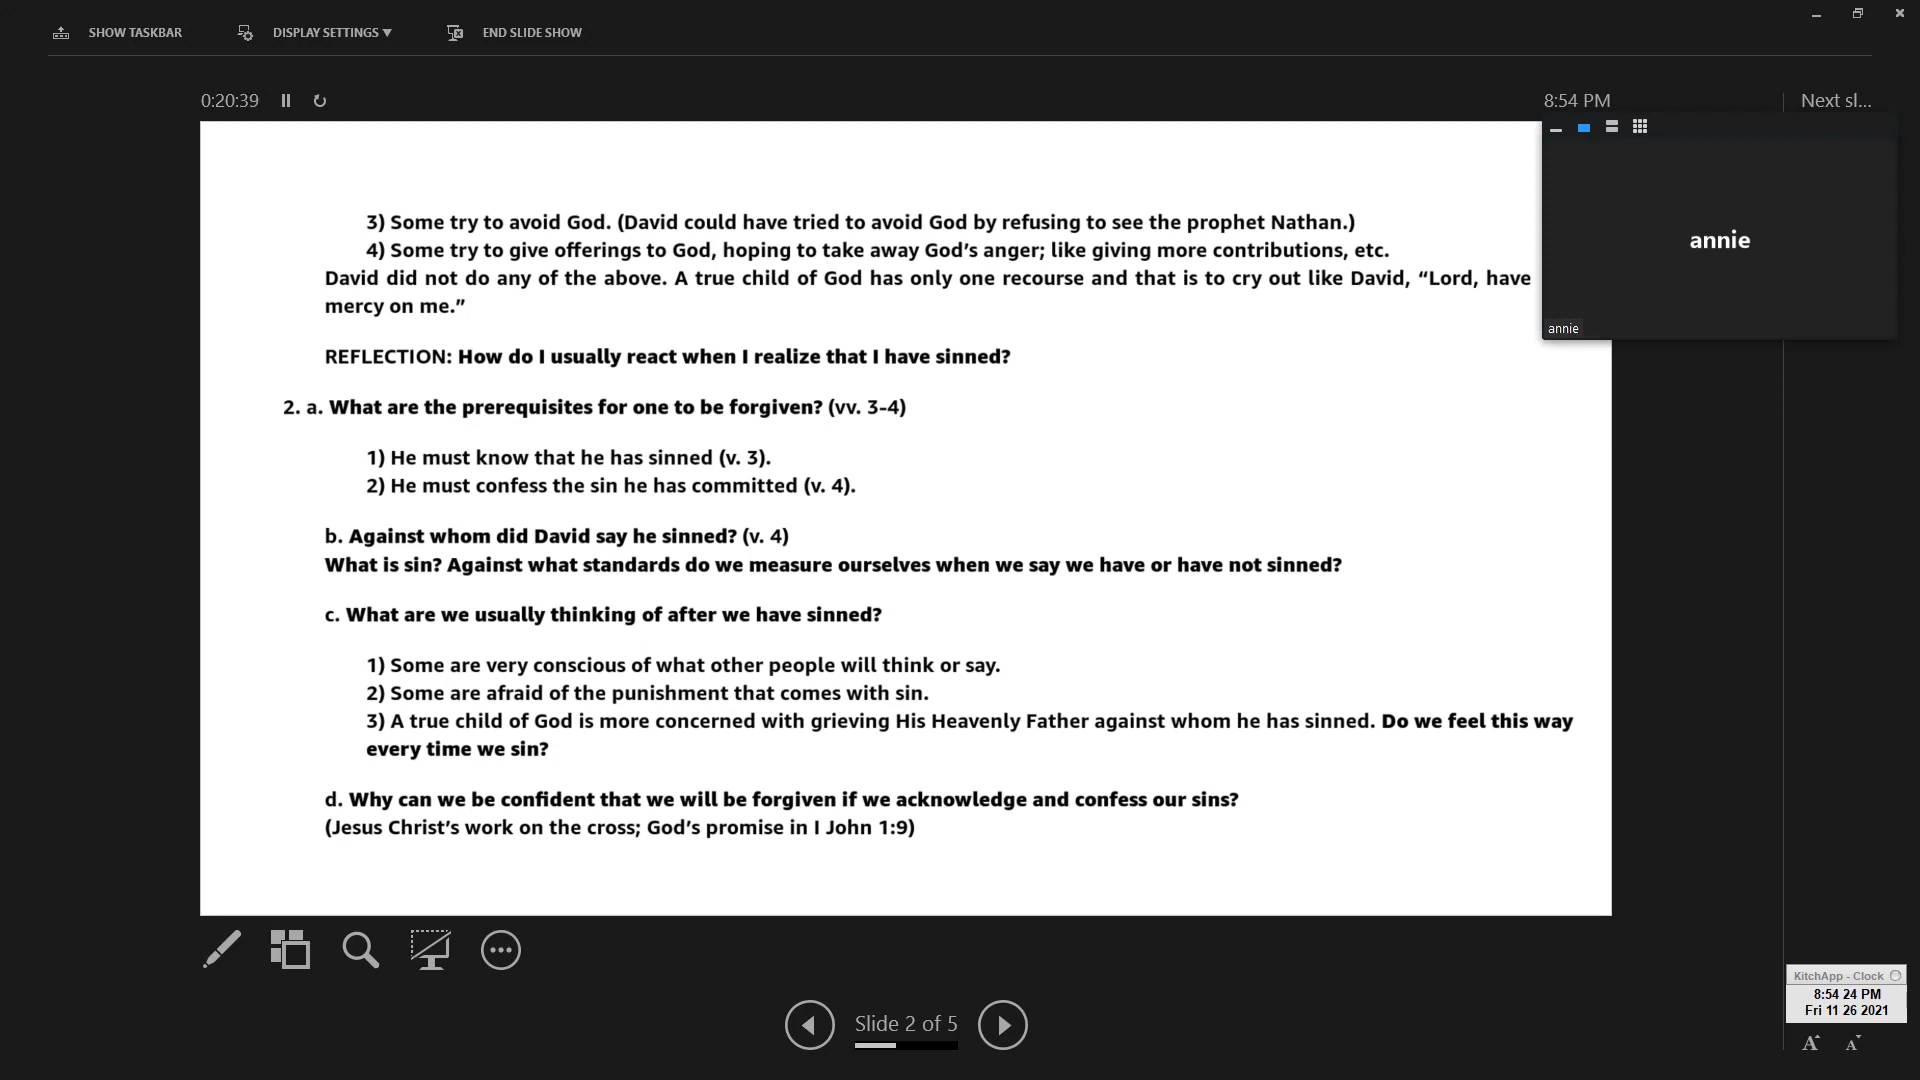 SHOW TASKBAR
DISPLAY SETTINGS ▼
END SLIDE SHOW
0:20:39
8:54 PM
Next sl...
annie
annie
3) Some try to avoid God. (David could have tried to avoid God by refusing to see the prophet Nathan.)
4) Some try to give offerings to God, hoping to take away God's anger; like giving more contributions, etc.
David did not do any of the above. A true child of God has only one recourse and that is to cry out like David, “Lord, have
mercy on me.”
REFLECTION: How do I usually react when I realize that I have sinned?
2. a. What are the prerequisites for one to be forgiven? (vv. 3-4)
1) He must know that he has sinned (v. 3).
2) He must confess the sin he has committed (v. 4).
b. Against whom did David say he sinned? (v. 4)
What is sin? Against what standards do we measure ourselves when we say we have or have not sinned?
c. What are we usually thinking of after we have sinned?
1) Some are very conscious of what other people will think or say.
2) Some are afraid of the punishment that comes with sin.
3) A true child of God is more concerned with grieving His Heavenly Father against whom he has sinned. Do we feel this way
every time we sin?
d. Why can we be confident that we will be forgiven if we acknowledge and confess our sins?
(Jesus Christ's work on the cross; God's promise in I John 1:9)
Slide 2 of 5
KitchApp - Clock
8:54 24 PM
Fri 11 26 2021
A A